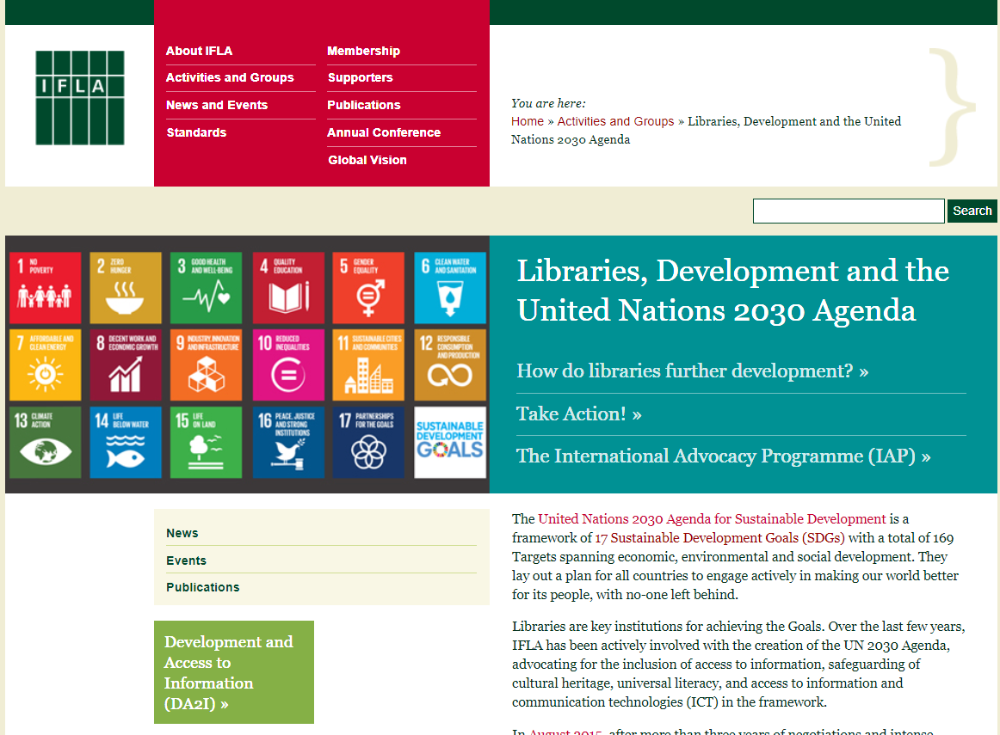 IFLA
About IFLA
Activities and Groups
News and Events
Standards
Membership
Supporters
Publications
Annual Conference
Global Vision
You are here:
Home » Activities and Groups » Libraries, Development and the United
Nations 2030 Agenda
}
Search
1 NO
POVERTY
2 ZERO
HUNGER
3 GOOD HEALTH
AND WELL-BEING
4 QUALITY
EDUCATION
5 GENDER
EQUALITY
6 CLEAN WATER
AND SANITATION
7 AFFORDABLE AND
CLEAN ENERGY
8 DECENT WORK AND
ECONOMIC GROWTH
9 INDUSTRY, INNOVATION
AND INFRASTRUCTURE
10 REDUCED
INEQUALITIES
11 SUSTAINABLE CITIES
AND COMMUNITIES
12 RESPONSIBLE
CONSUMPTION
AND PRODUCTION
13 CLIMATE
ACTION
14 LIFE
BELOW WATER
15 LIFE
ON LAND
16 PEACE, JUSTICE
AND STRONG
INSTITUTIONS
17 PARTNERSHIPS
FOR THE GOALS
SUSTAINABLE
DEVELOPMENT
GOALS
Libraries, Development and the
United Nations 2030 Agenda
How do libraries further development? »
Take Action! »
The International Advocacy Programme (IAP) »
News
Events
Publications
Development and
Access to
Information
(DA2I) »
The United Nations 2030 Agenda for Sustainable Development is a
framework of 17 Sustainable Development Goals (SDGs) with a total of 169
Targets spanning economic, environmental and social development. They
lay out a plan for all countries to engage actively in making our world better
for its people, with no-one left behind.
Libraries are key institutions for achieving the Goals. Over the last few years,
IFLA has been actively involved with the creation of the UN 2030 Agenda,
advocating for the inclusion of access to information, safeguarding of
cultural heritage, universal literacy, and access to information and
communication technologies (ICT) in the framework.
In August 2015, after more than three years of negotiations and intense